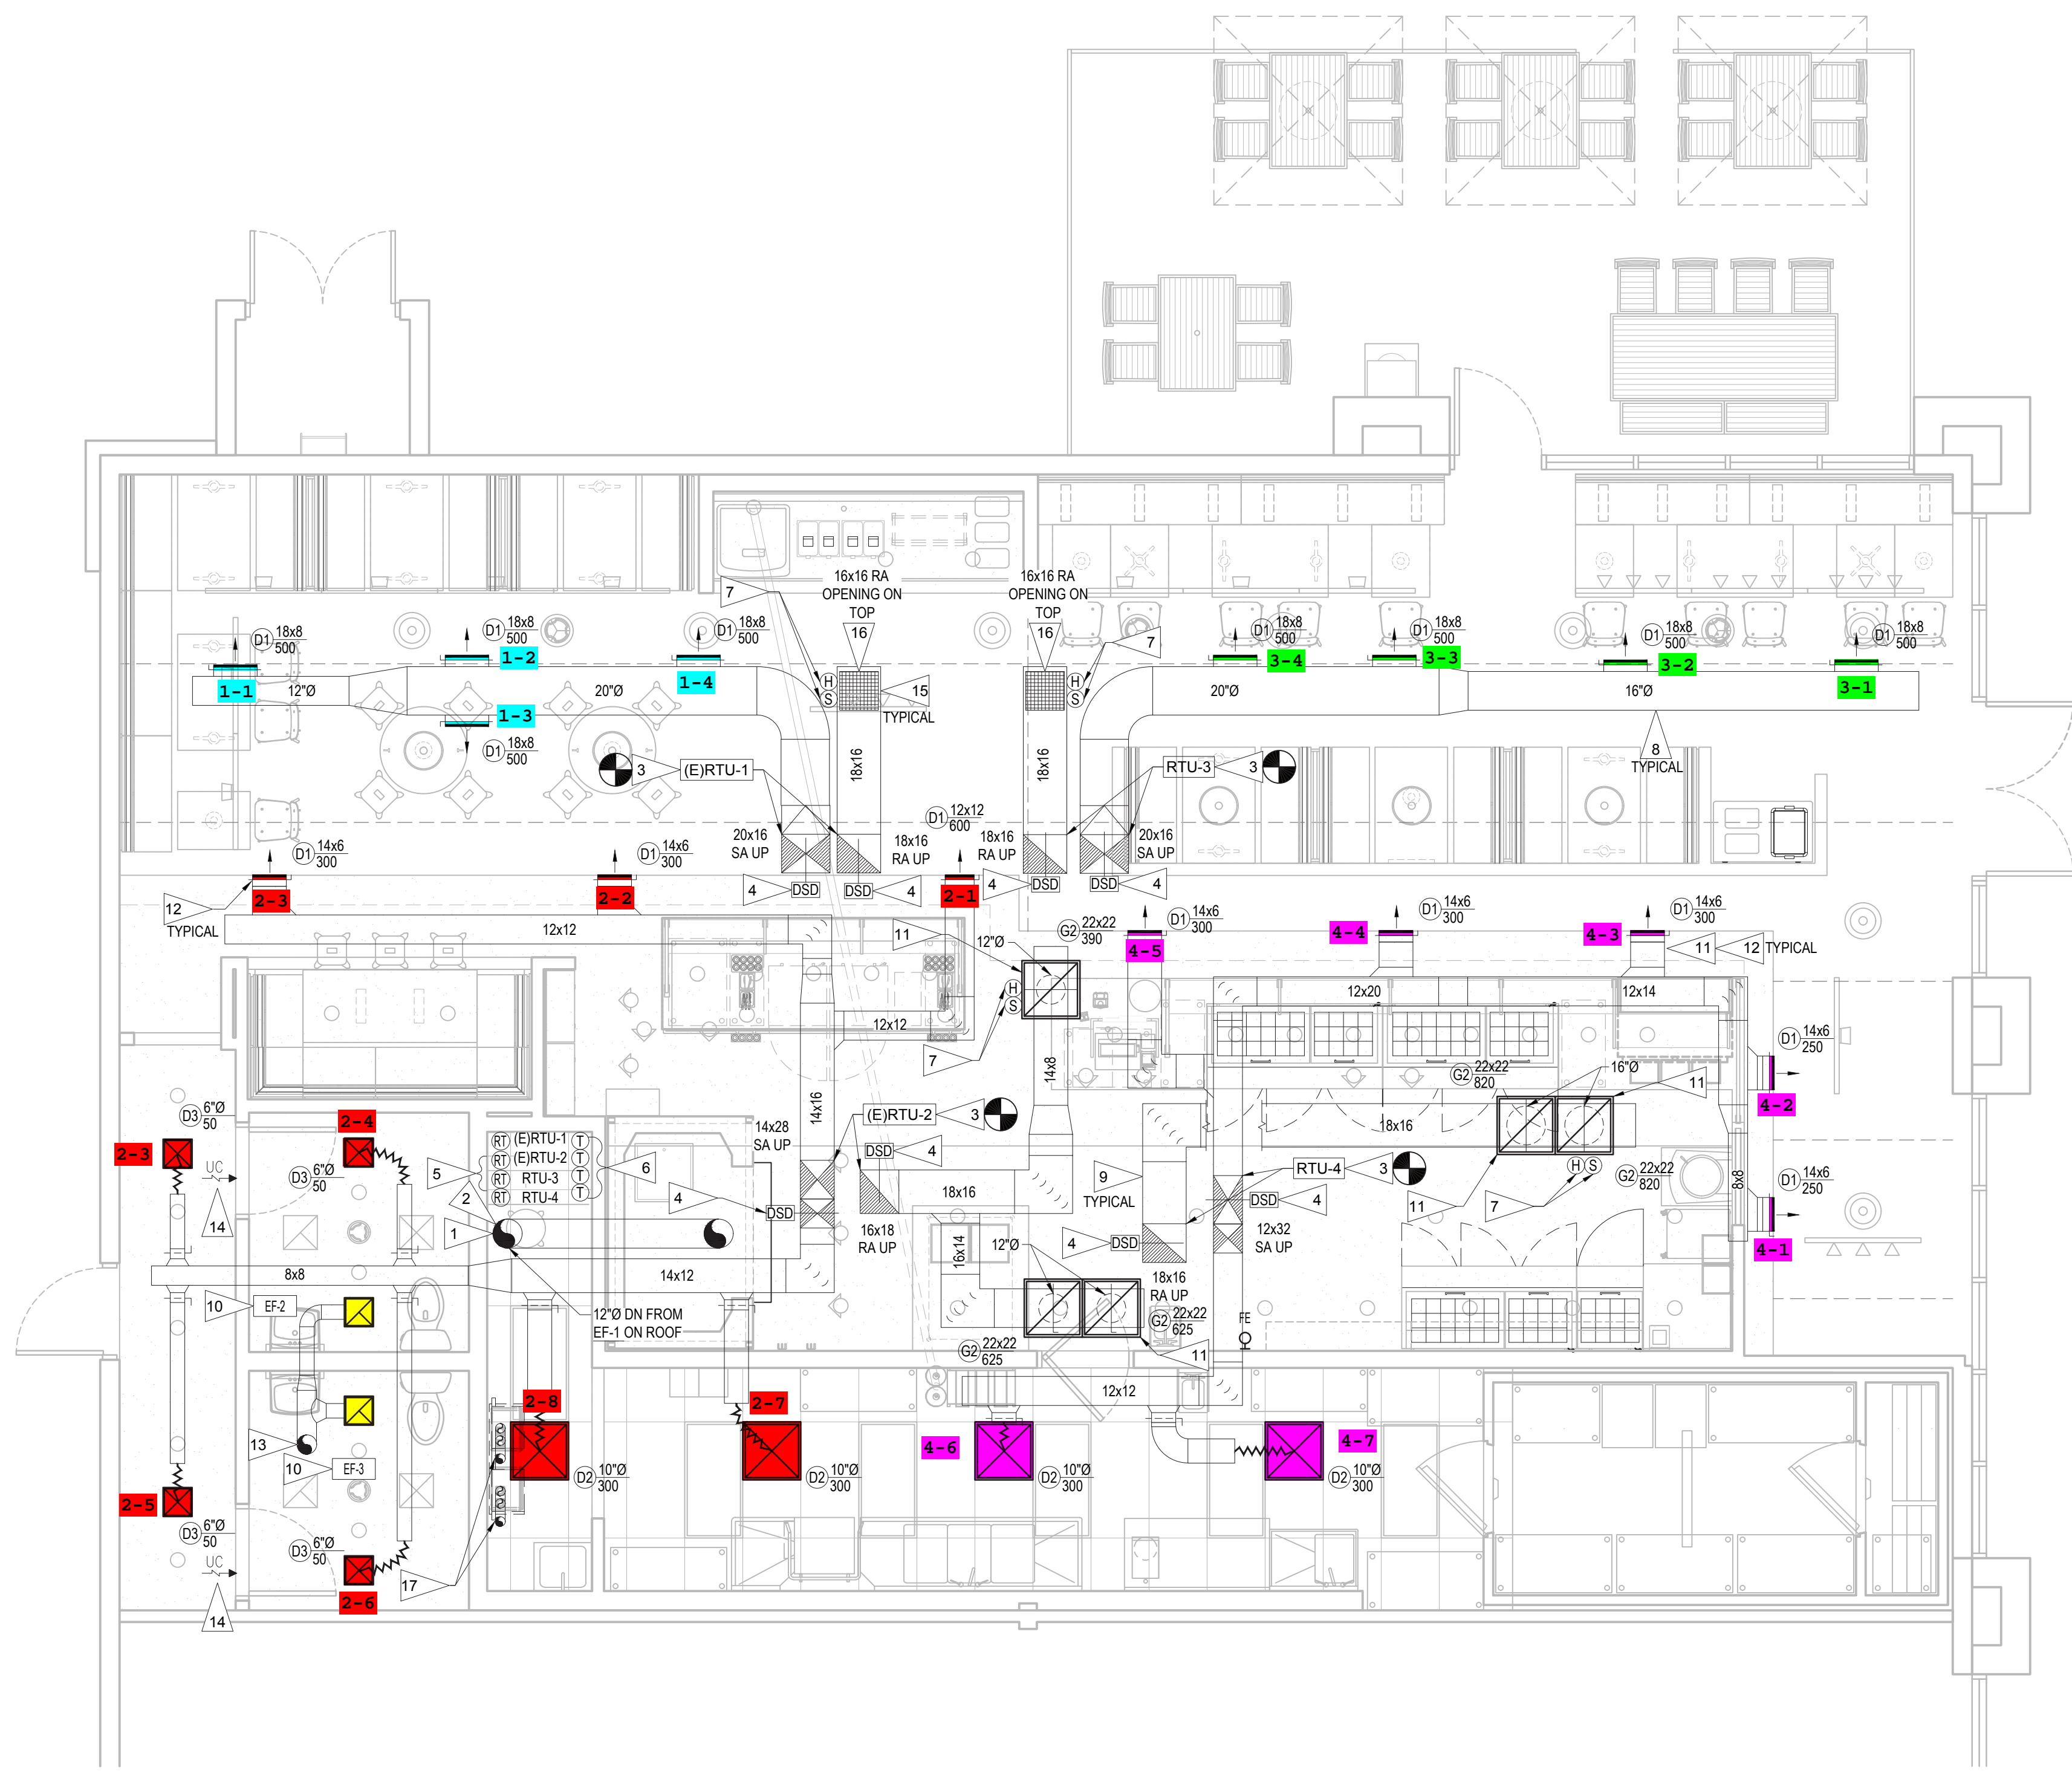 16x16 RA
OPENING ON
TOP
16
7
16x16 RA
OPENING ON
TOP
16
7
D1 18x8
500
D1 18x8
500
D1 18x8
500
D1 18x8
500
D1 18x8
500
D1 18x8
500
D1 18x8
500
1-1
1-2
1-4
1-3
3-4
3-3
3-2
3-1
12"Ø
20"Ø
H
S
15
TYPICAL
H
S
20"Ø
16"Ø
D1 18x8
500
8
TYPICAL
3
(E)RTU-1
18x16
18x16
RTU-3
3
D1 12x12
600
20x16
SA UP
18x16
RA UP
18x16
RA UP
20x16
SA UP
D1 14x6
300
D1 14x6
300
4
DSD
DSD
4
4
DSD
DSD
4
2-3
2-2
2-1
12
TYPICAL
12x12
11
12"Ø
G2 22x22
390
D1 14x6
300
D1 14x6
300
D1 14x6
300
4-5
4-4
4-3
11
12
TYPICAL
H
S
12x20
12x14
12x12
7
14x8
14x16
D1 14x6
250
G2 22x22
820
16"Ø
11
4-2
D3 6"Ø
50
2-4
2-3
UC
14
D3 6"Ø
50
RT (E)RTU-1 T
RT (E)RTU-2 T
RT RTU-3 T
RT RTU-4 T
5
6
2
1
14x28
SA UP
(E)RTU-2
3
DSD
4
4
DSD
18x16
16x18
RA UP
9
TYPICAL
RTU-4
3
DSD
4
18x16
11
H
S
7
G2 22x22
820
8x8
D1 14x6
250
4-1
4
DSD
12x32
SA UP
16x14
12"Ø
18x16
RA UP
G2 22x22
625
8x8
14x12
10
EF-2
12"Ø DN FROM
EF-1 ON ROOF
G2 22x22
625
11
FE
12x12
2-8
2-7
4-6
4-7
13
10
EF-3
D2 10"Ø
300
D2 10"Ø
300
D2 10"Ø
300
D2 10"Ø
300
2-5
D3 6"Ø
50
D3 6"Ø
50
UC
14
17
2-6